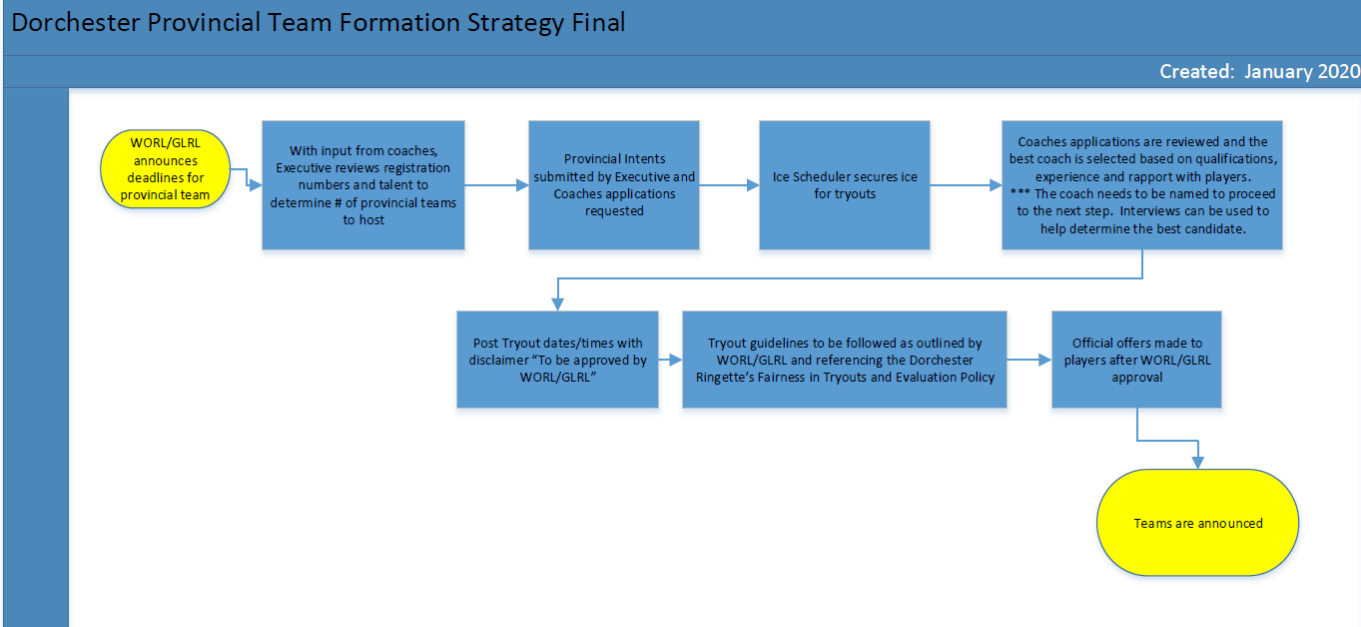 Dorchester Provincial Team Formation Strategy Final
Created:  January 2020
WORL/GLRL
announces
deadlines for
provincial team
With input from coaches,
Executive reviews registration
numbers and talent to
determine # of provincial teams
to host
Provincial Intents
submitted by Executive and
Coaches applications
requested
Ice Scheduler secures ice
for tryouts
Coaches applications are reviewed and the
best coach is selected based on qualifications,
experience and rapport with players.
*** The coach needs to be named to proceed
to the next step.  Interviews can be used to
help determine the best candidate.
Post Tryout dates/times with
disclaimer “To be approved by
WORL/GLRL”
Tryout guidelines to be followed as outlined by
WORL/GLRL and referencing the Dorchester
Ringette’s Fairness in Tryouts and Evaluation Policy
Official offers made to
players after WORL/GLRL
approval
Teams are announced